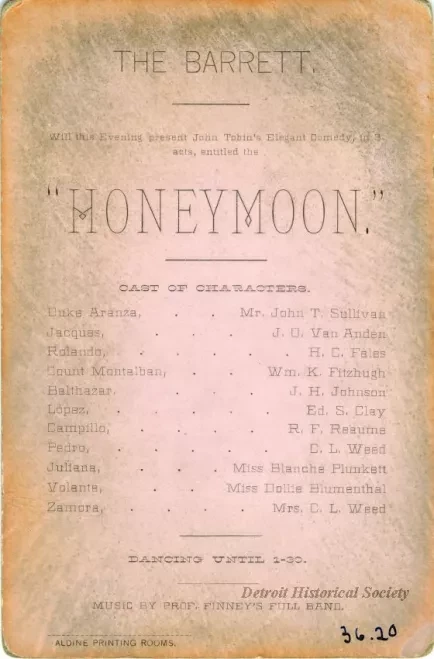 THE BARRETT.
Will this Evening present John Tobin's Elegant Comedy, in 3
acts, entitled the
"HONEYMOON."
CAST OF CHARACTERS.
Duke Aranza, . . Mr. John T. Sullivan
Jacques, . . . . J. O. Van Anden
Rolando, . . . . . . H. C. Fales
Count Montalban, . . Wm. K. Fitzhugh
Balthazar. . . . . J. H. Johnson
Lopez, . . . . . Ed. S. Clay
Campillo, . . . . R. F. Reaume
Pedro, . . . . . . C. L. Weed
Juliana, . . . Miss Blanche Plunkett
Volante, . . . Miss Dollie Blumenthal
Zamora, . . . . Mrs. C. L. Weed
DANCING UNTIL 1-30.
Detroit Historical Society
MUSIC BY PROF. FINNEY'S FULL BAND.
ALDINE PRINTING ROOMS.
36.20